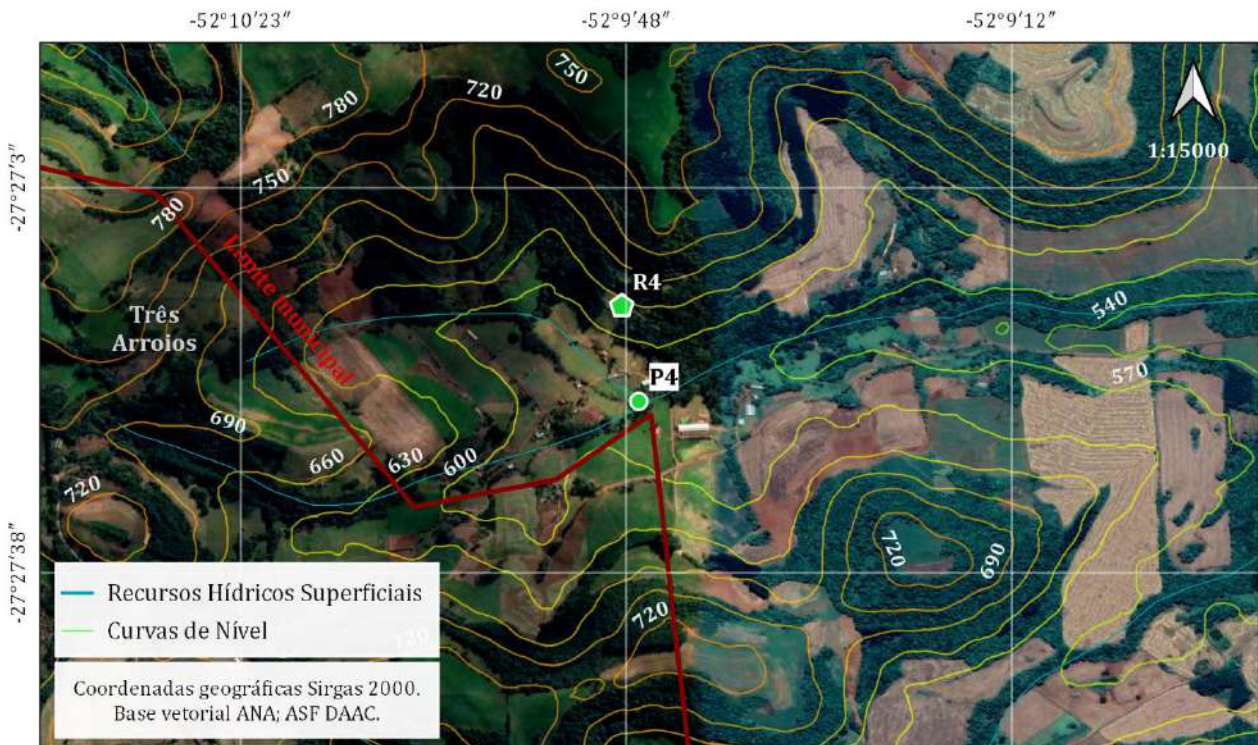 -52°10′23″
-52°9′48″
-52°9′12″
750
720
780
-27°27′3″
1:15000
750
780
Limite municipal
R4
540
Três
Arroios
P4
570
690
660
630
600
720
720
690
-27°27′38″
720
720
Recursos Hídricos Superficiais
Curvas de Nível
Coordenadas geográficas Sirgas 2000.
Base vetorial ANA; ASF DAAC.